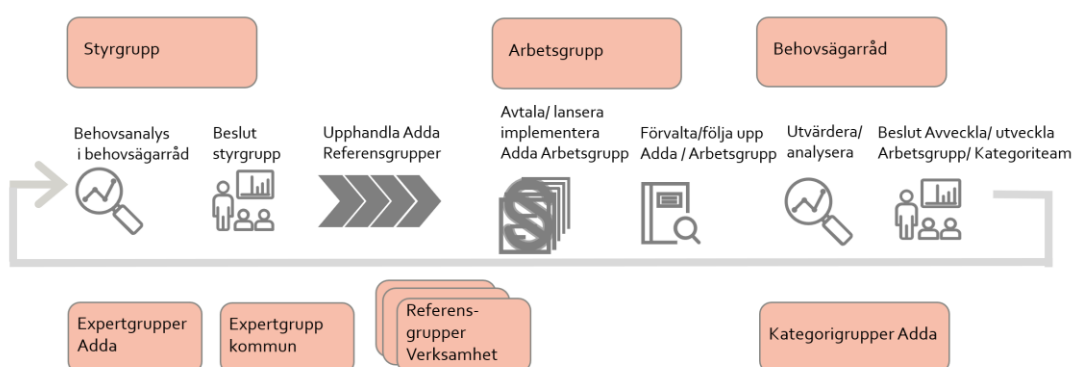 Styrgrupp
Arbetsgrupp
Behovsägarråd
Behovsanalys
i behovsägarråd
Beslut
styrgrupp
Upphandla Adda
Referensgrupper
Avtala/ lansera
implementera
Adda Arbetsgrupp
Förvalta/följa upp
Adda / Arbetsgrupp
Utvärdera/
analysera
Beslut Avveckla/ utveckla
Arbetsgrupp/ Kategoriteam
§
Expertgrupper
Adda
Expertgrupp
kommun
Referens-
grupper
Verksamhet
Kategorigrupper Adda